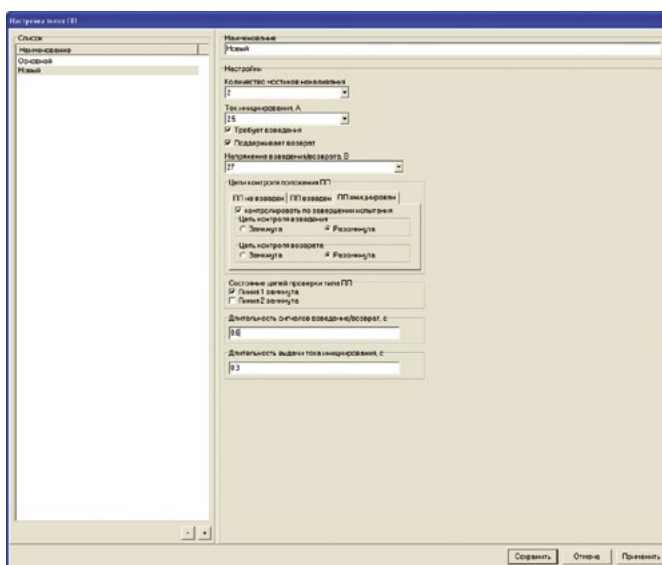 Настройка типов ПП
Список
Наименование
Основной
Новый
Наименование
Новый
Настройки
Количество мостиков накаливания
2
Ток инициирования, А
2.5
Требует взведения
Поддерживает возврат
Напряжение взведения/возврата, В
27
Цепи контроля положения ПП
ПП не взведен ПП взведен ПП инициирован
контролировать по завершении испытания
Цепь контроля взведения
Замкнута Разомкнута
Цепь контроля возврата
Замкнута Разомкнута
Состояние цепей проверки типа ПП
Линия 1 замкнута
Линия 2 замкнута
Длительность сигналов взведение/возврат, с
0.6
Длительность выдачи тока инициирования, с
0.3
- +
Сохранить Отмена Применить